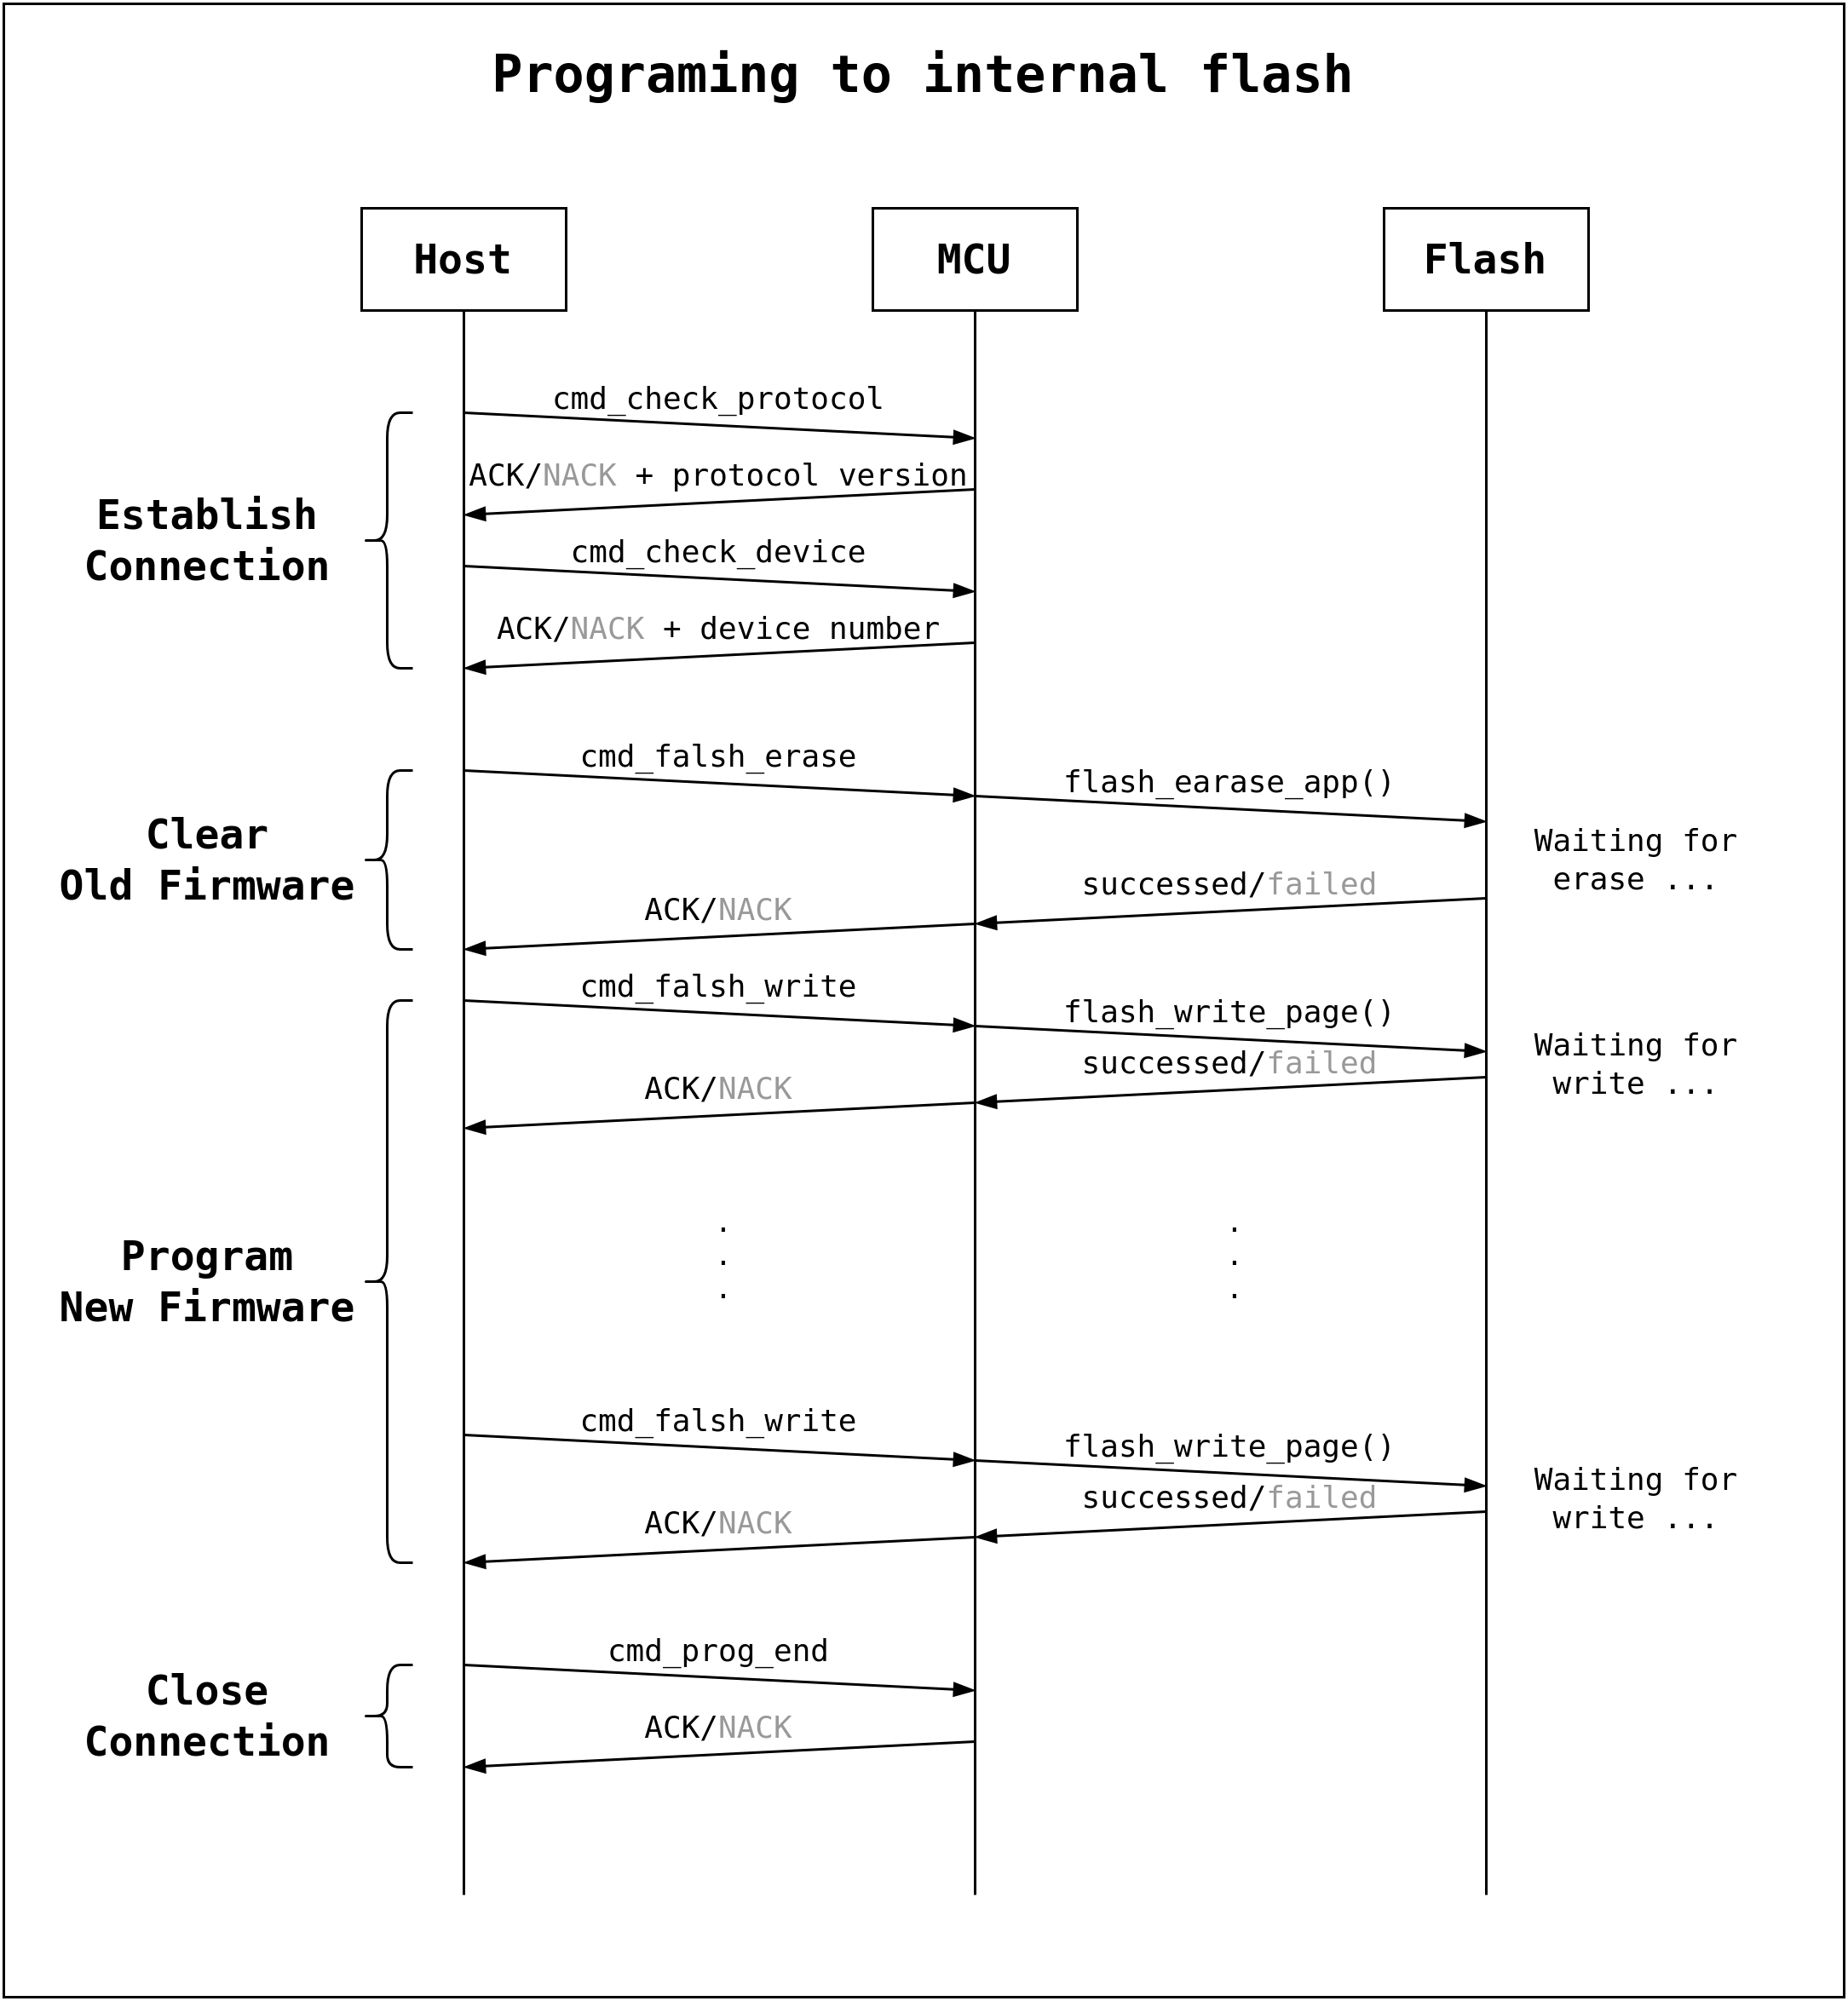 Programing to internal flash
Host
MCU
Flash
cmd_check_protocol
ACK/NACK + protocol version
Establish
Connection
cmd_check_device
ACK/NACK + device number
cmd_falsh_erase
flash_earase_app()
Clear
Old Firmware
Waiting for
erase ...
successed/failed
ACK/NACK
cmd_falsh_write
flash_write_page()
Waiting for
write ...
successed/failed
ACK/NACK
.
.
.
.
.
.
Program
New Firmware
cmd_falsh_write
flash_write_page()
Waiting for
write ...
successed/failed
ACK/NACK
cmd_prog_end
Close
Connection
ACK/NACK